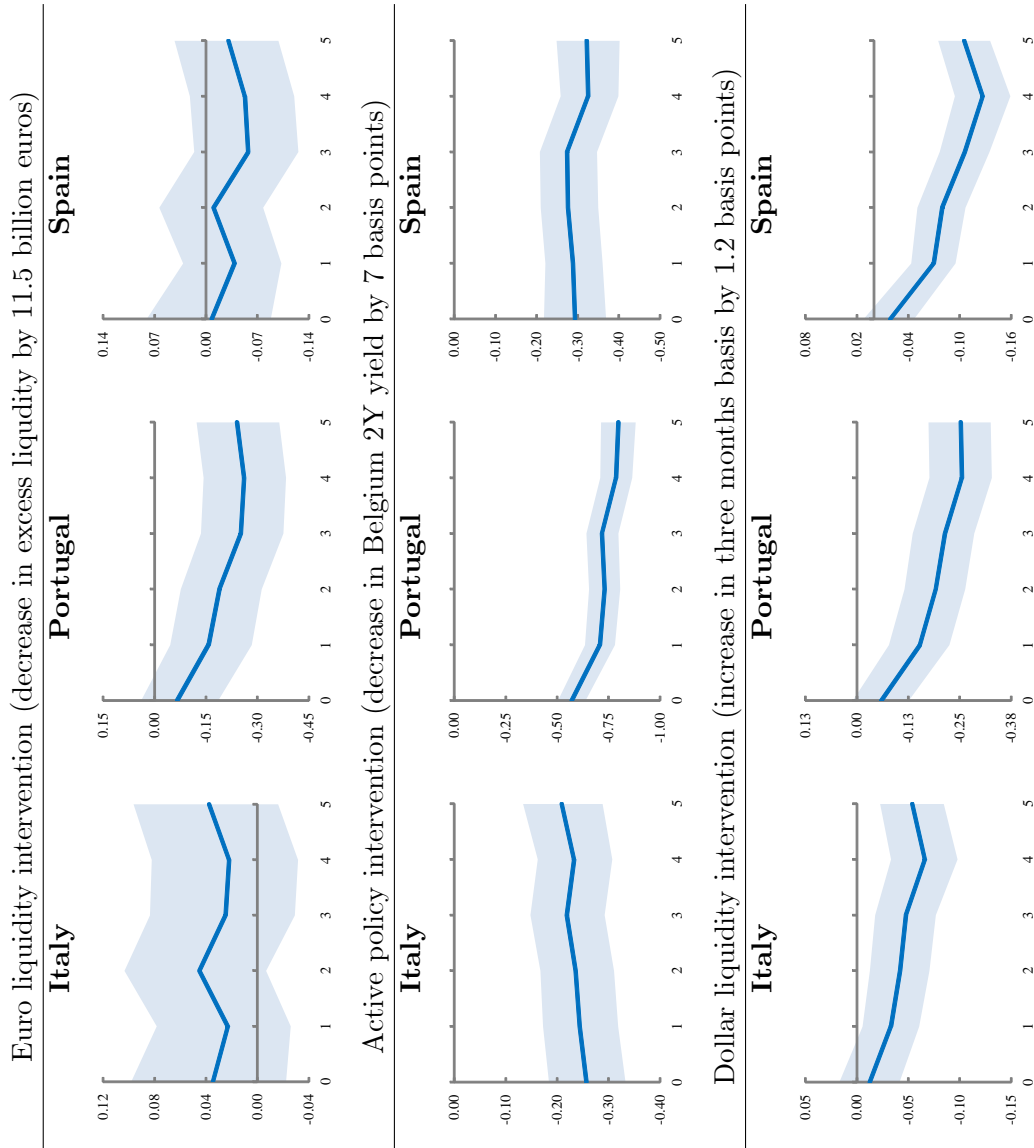 Euro liquidity intervention (decrease in excess liqudity by 11.5 billion euros)
Italy
0.12
0.08
0.04
0.00
-0.04
0 1 2 3 4 5
Portugal
0.15
0.00
-0.15
-0.30
-0.45
0 1 2 3 4 5
Spain
0.14
0.07
0.00
-0.07
-0.14
0 1 2 3 4 5
Active policy intervention (decrease in Belgium 2Y yield by 7 basis points)
Italy
0.00
-0.10
-0.20
-0.30
-0.40
0 1 2 3 4 5
Portugal
0.00
-0.25
-0.50
-0.75
-1.00
0 1 2 3 4 5
Spain
0.00
-0.10
-0.20
-0.30
-0.40
-0.50
0 1 2 3 4 5
Dollar liquidity intervention (increase in three months basis by 1.2 basis points)
Italy
0.05
0.00
-0.05
-0.10
-0.15
0 1 2 3 4 5
Portugal
0.13
0.00
-0.13
-0.25
-0.38
0 1 2 3 4 5
Spain
0.08
0.02
-0.04
-0.10
-0.16
0 1 2 3 4 5